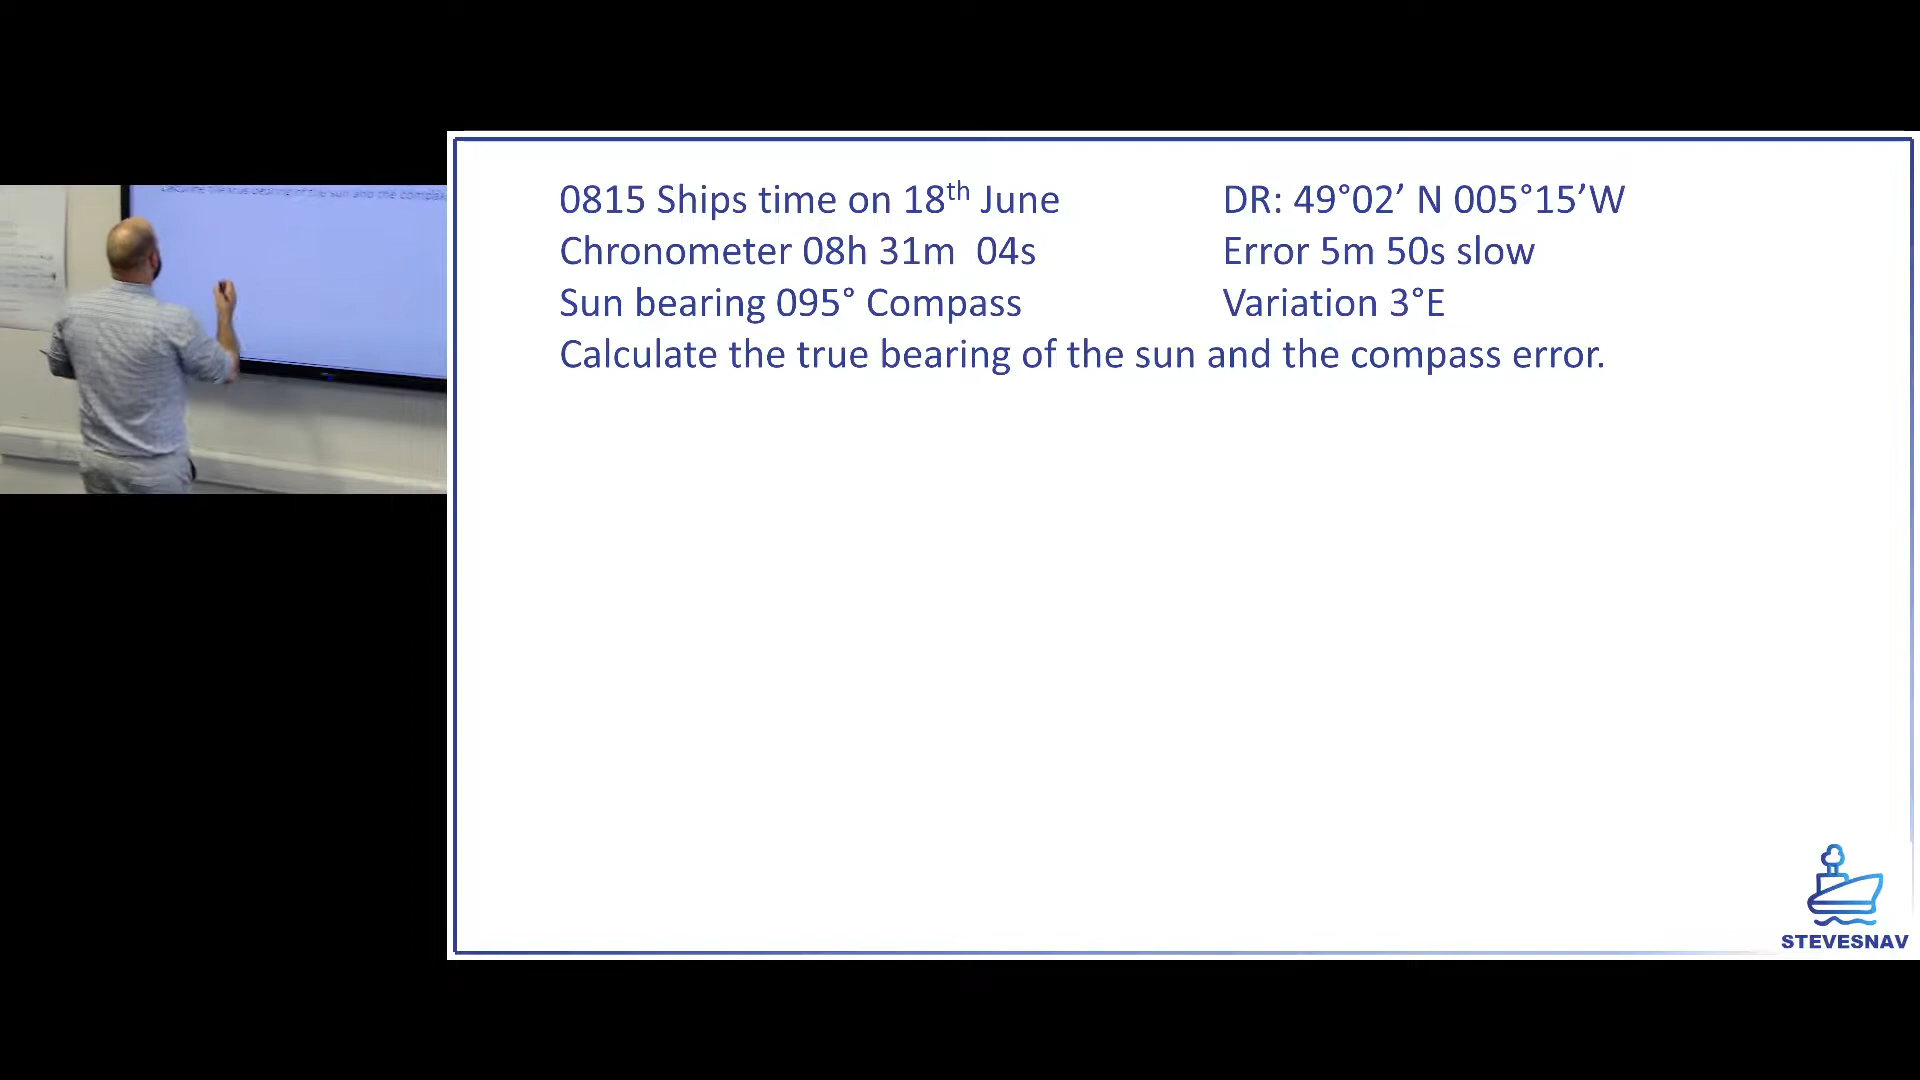 0815 Ships time on 18th June DR: 49°02’ N 005°15’W
Chronometer 08h 31m 04s Error 5m 50s slow
Sun bearing 095° Compass Variation 3°E
Calculate the true bearing of the sun and the compass error.
STEVESNAV